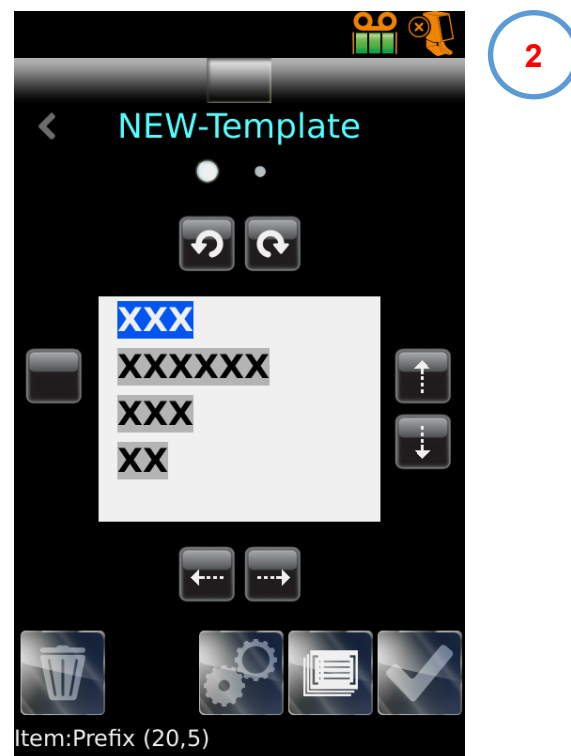 2
NEW-Template
XXX
XXXXXX
XXX
XX
Item:Prefix (20,5)